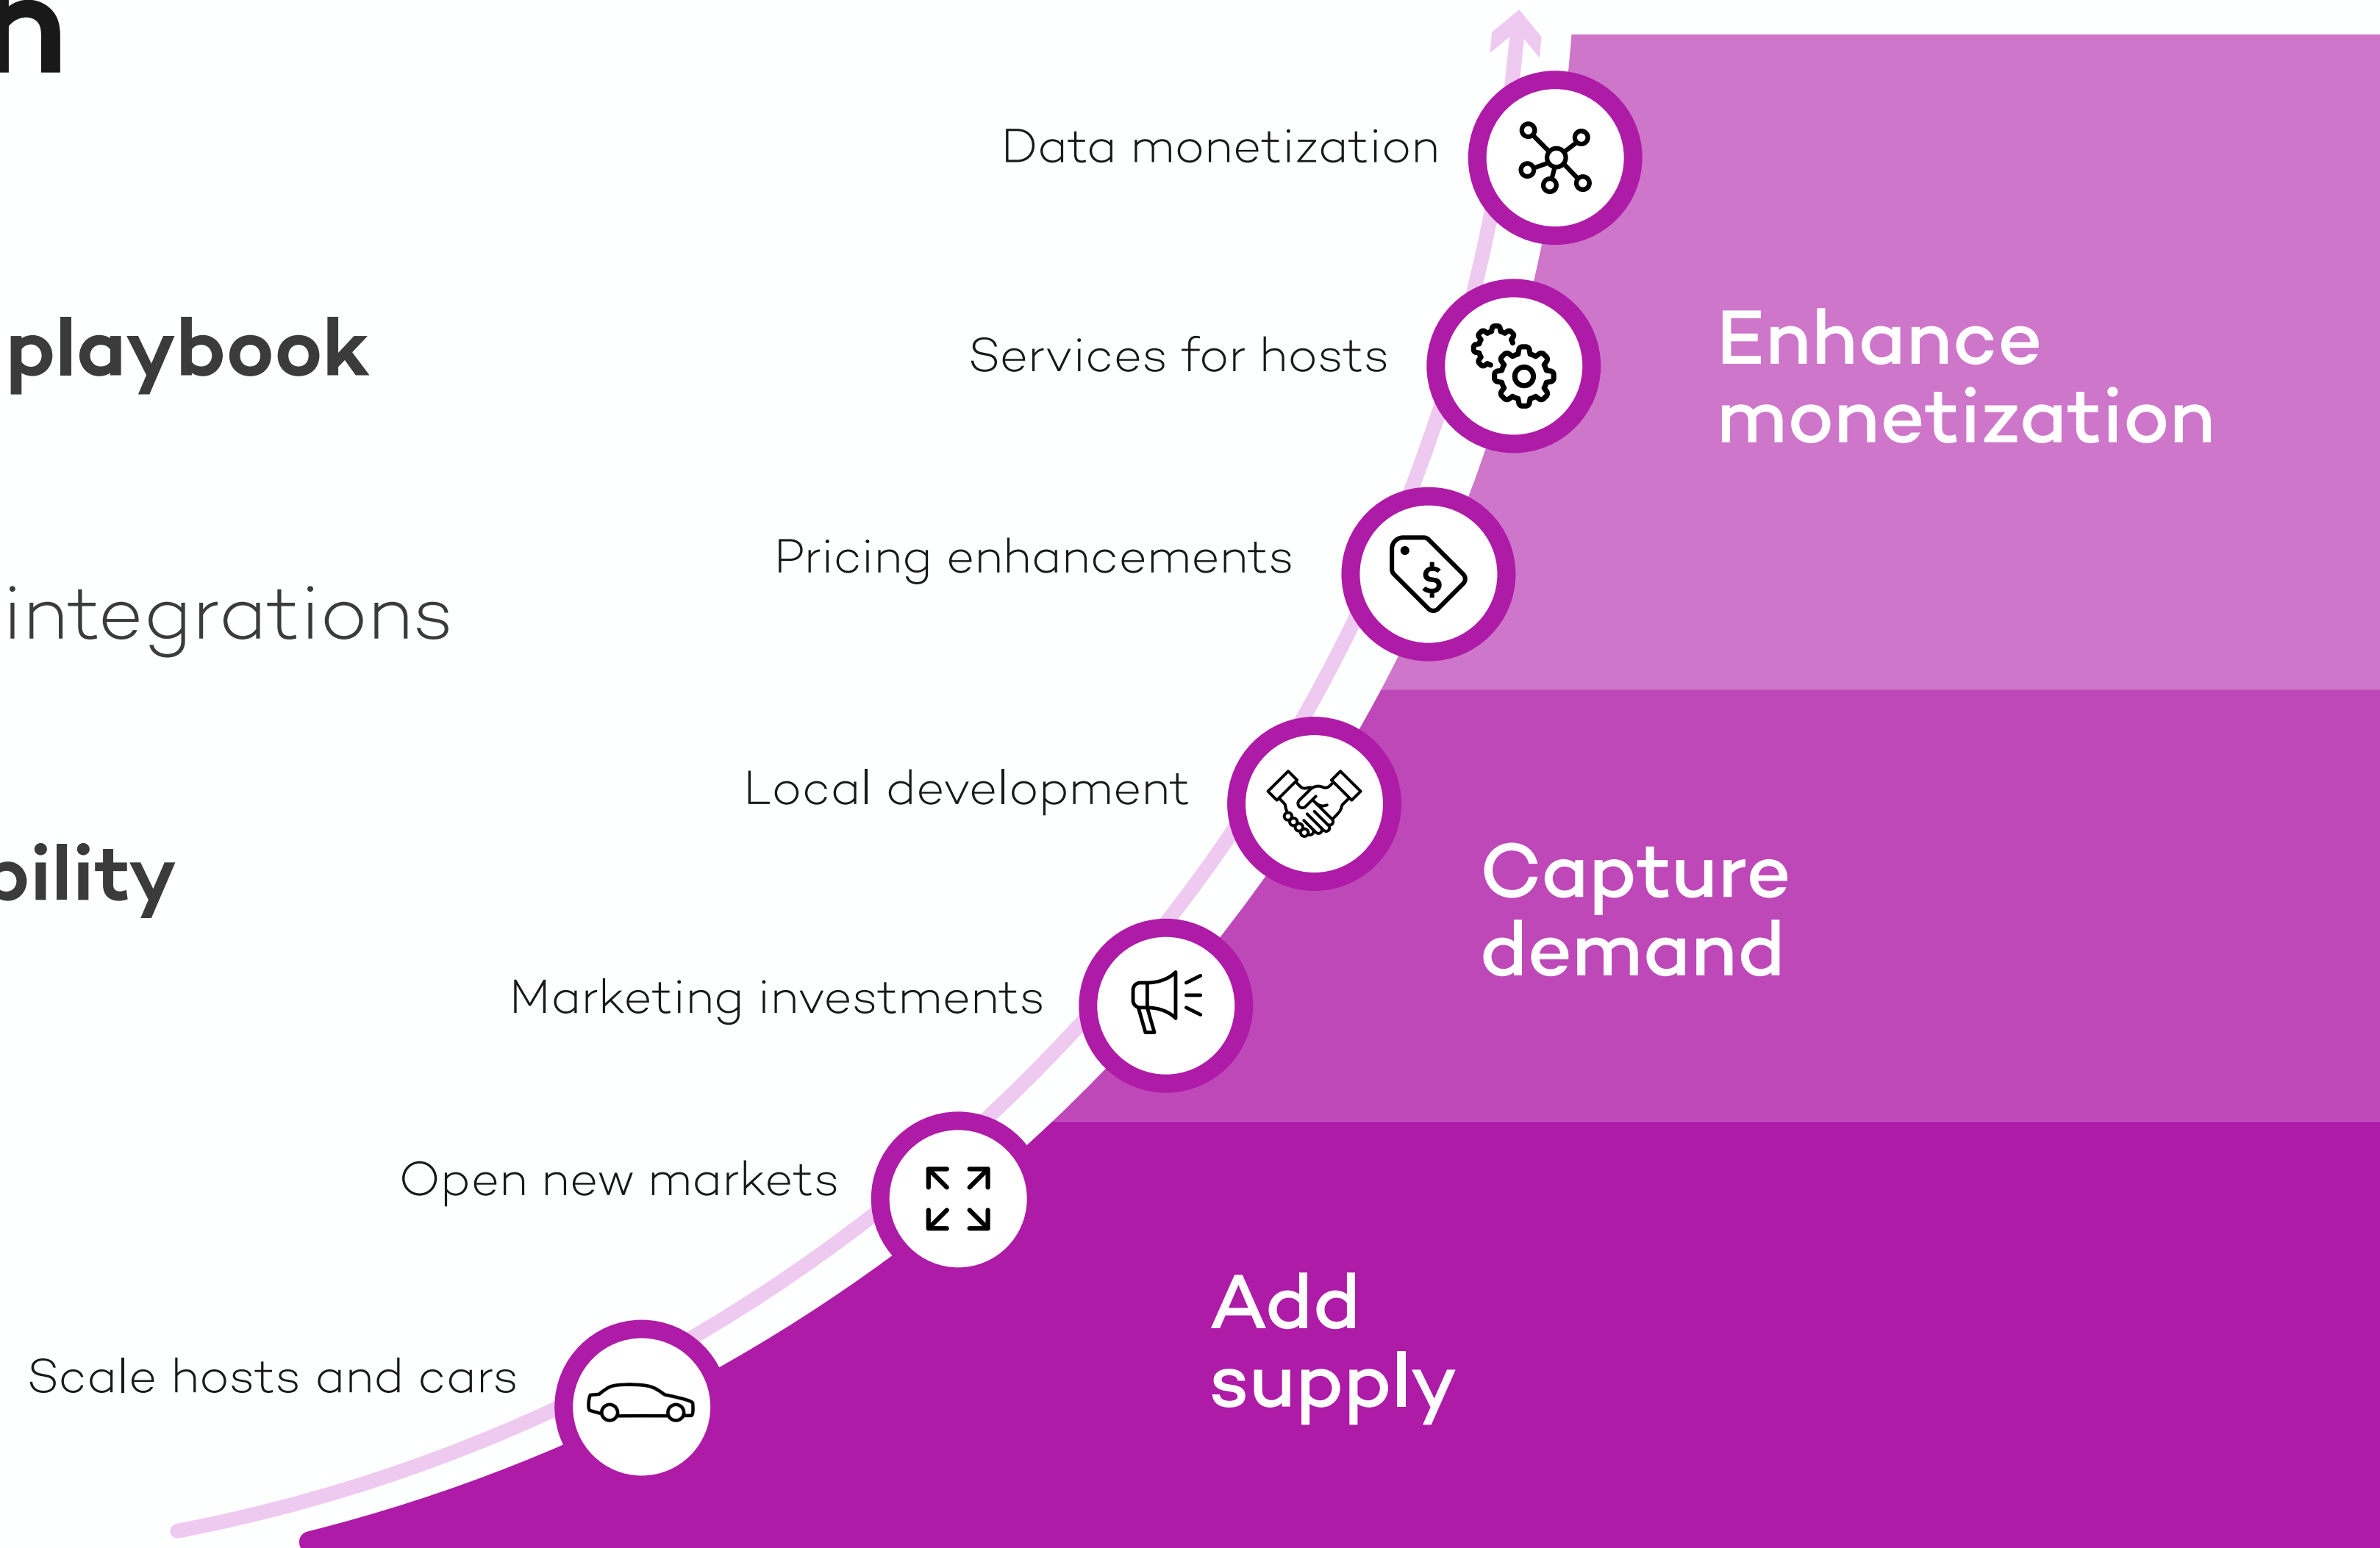 playbook
integrations
Data monetization
Services for hosts
Pricing enhancements
Local development
Marketing investments
Open new markets
Scale hosts and cars
Enhance
monetization
Capture
demand
Add
supply